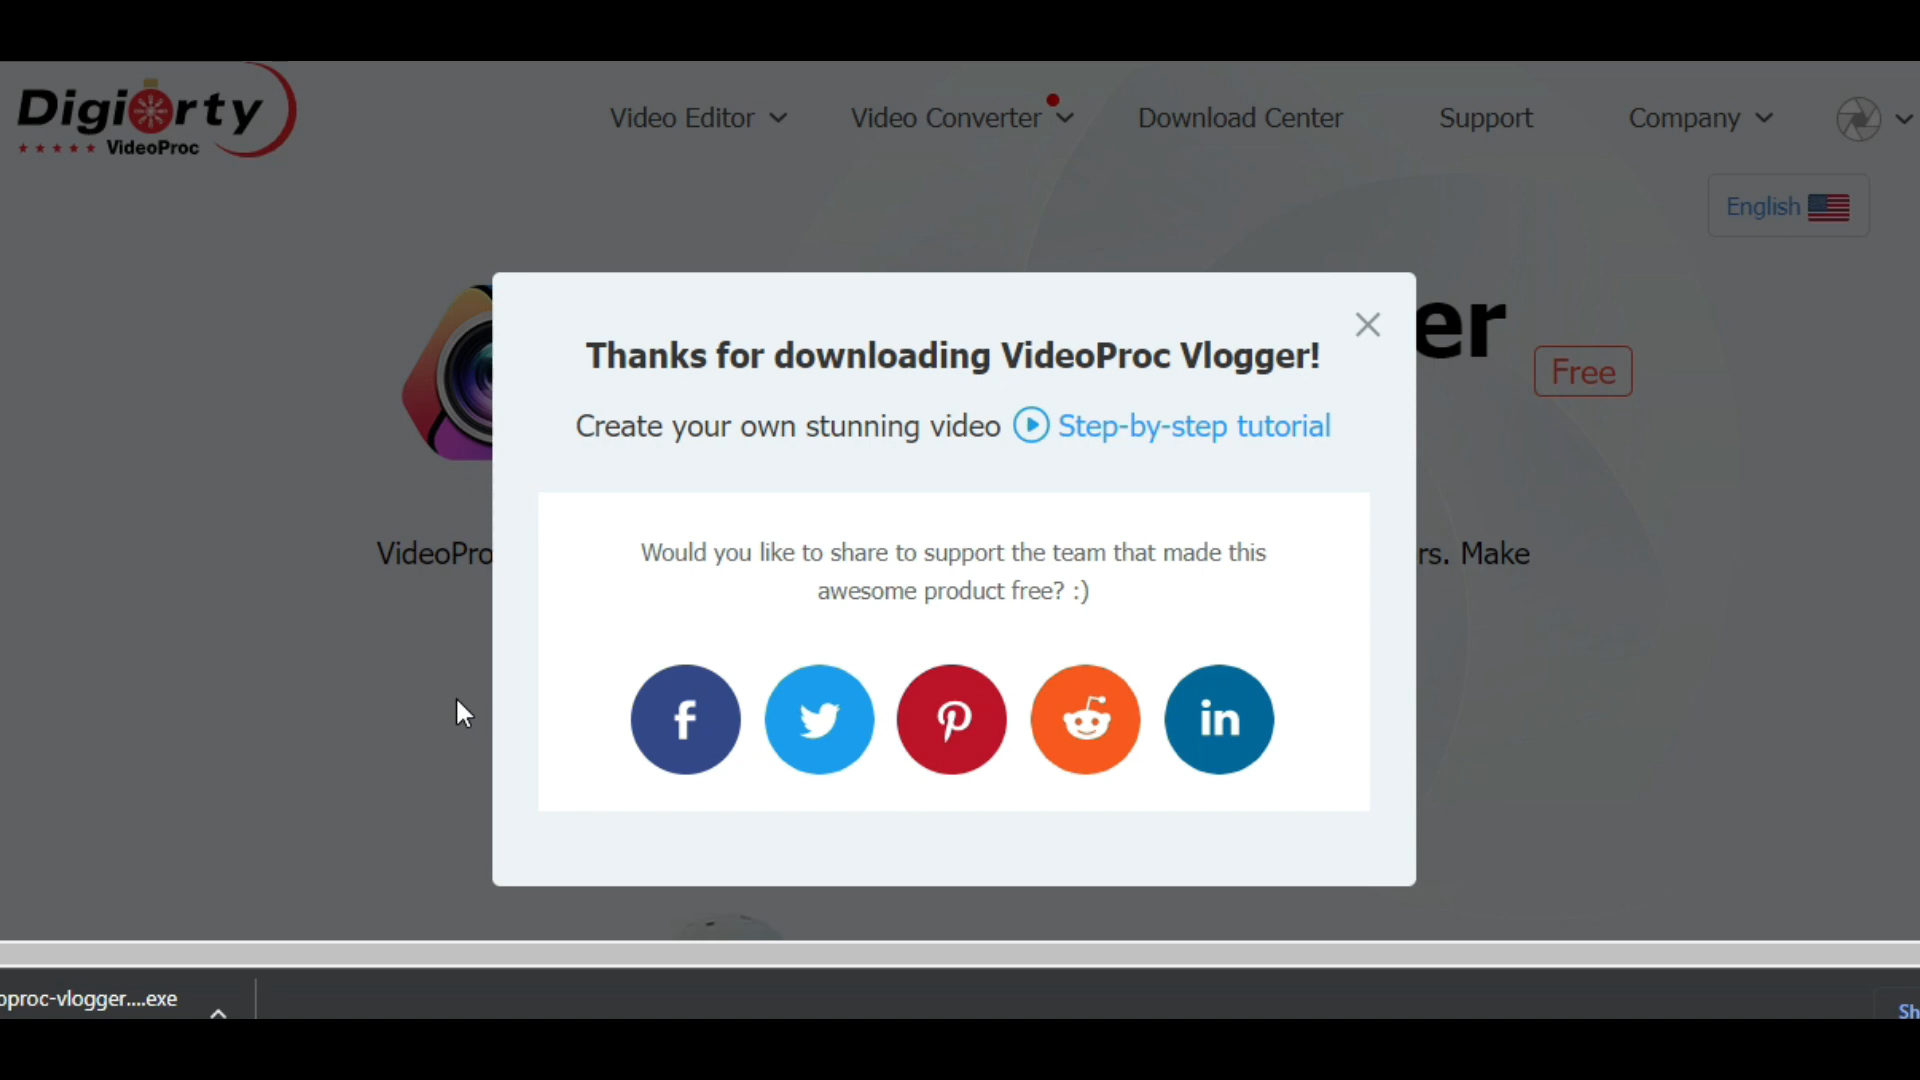 Digiorty
VideoProc
Video Editor
Video Converter
Download Center
Support
Company
English
er
Free
Thanks for downloading VideoProc Vlogger!
Create your own stunning video Step-by-step tutorial
VideoPro
rs. Make
Would you like to share to support the team that made this
awesome product free? :)
f
in
oproc-vlogger....exe
Sh